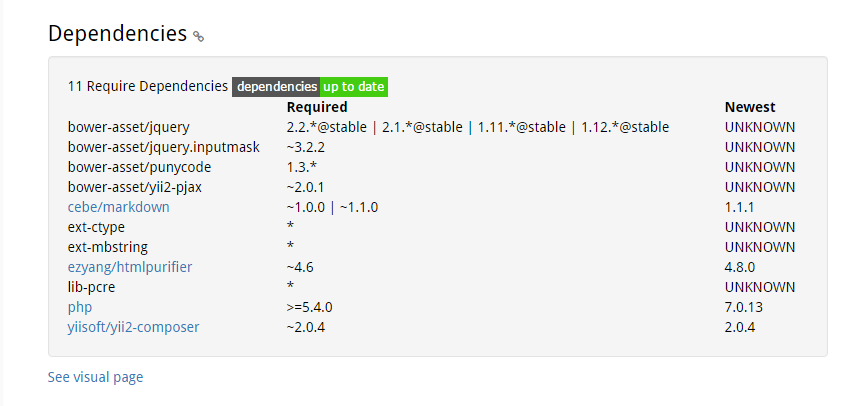 Dependencies
11 Require Dependencies dependencies up to date
Required Newest
bower-asset/jquery 2.2.*@stable | 2.1.*@stable | 1.11.*@stable | 1.12.*@stable UNKNOWN
bower-asset/jquery.inputmask ~3.2.2 UNKNOWN
bower-asset/punycode 1.3.* UNKNOWN
bower-asset/yii2-pjax ~2.0.1 UNKNOWN
cebe/markdown ~1.0.0 | ~1.1.0 1.1.1
ext-ctype * UNKNOWN
ext-mbstring * UNKNOWN
ezyang/htmlpurifier ~4.6 4.8.0
lib-pcre * UNKNOWN
php >=5.4.0 7.0.13
yiisoft/yii2-composer ~2.0.4 2.0.4
See visual page